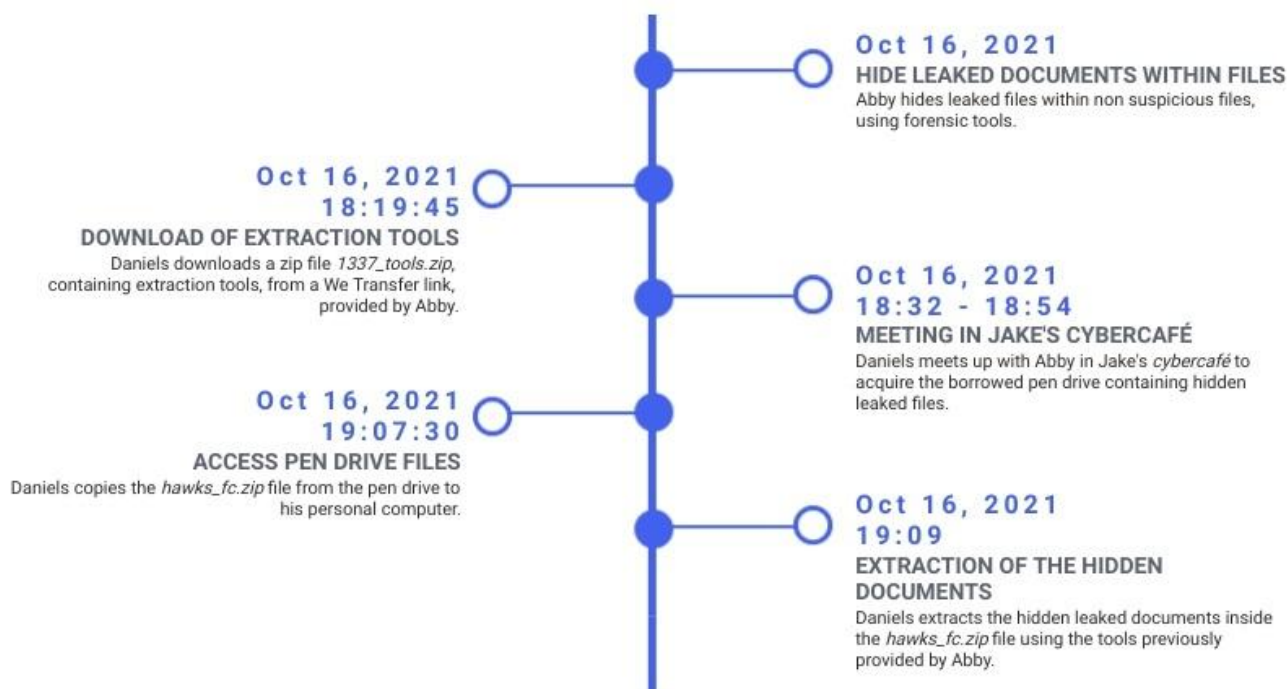 Oct 16, 2021
HIDE LEAKED DOCUMENTS WITHIN FILES
Abby hides leaked files within non suspicious files,
using forensic tools.
Oct 16, 2021
18:19:45
DOWNLOAD OF EXTRACTION TOOLS
Daniels downloads a zip file 1337_tools.zip,
containing extraction tools, from a We Transfer link,
provided by Abby.
Oct 16, 2021
18:32 - 18:54
MEETING IN JAKE'S CYBERCAFÉ
Daniels meets up with Abby in Jake's cybercafé to
acquire the borrowed pen drive containing hidden
leaked files.
Oct 16, 2021
19:07:30
ACCESS PEN DRIVE FILES
Daniels copies the hawks_fc.zip file from the pen drive to
his personal computer.
Oct 16, 2021
19:09
EXTRACTION OF THE HIDDEN
DOCUMENTS
Daniels extracts the hidden leaked documents inside
the hawks_fc.zip file using the tools previously
provided by Abby.